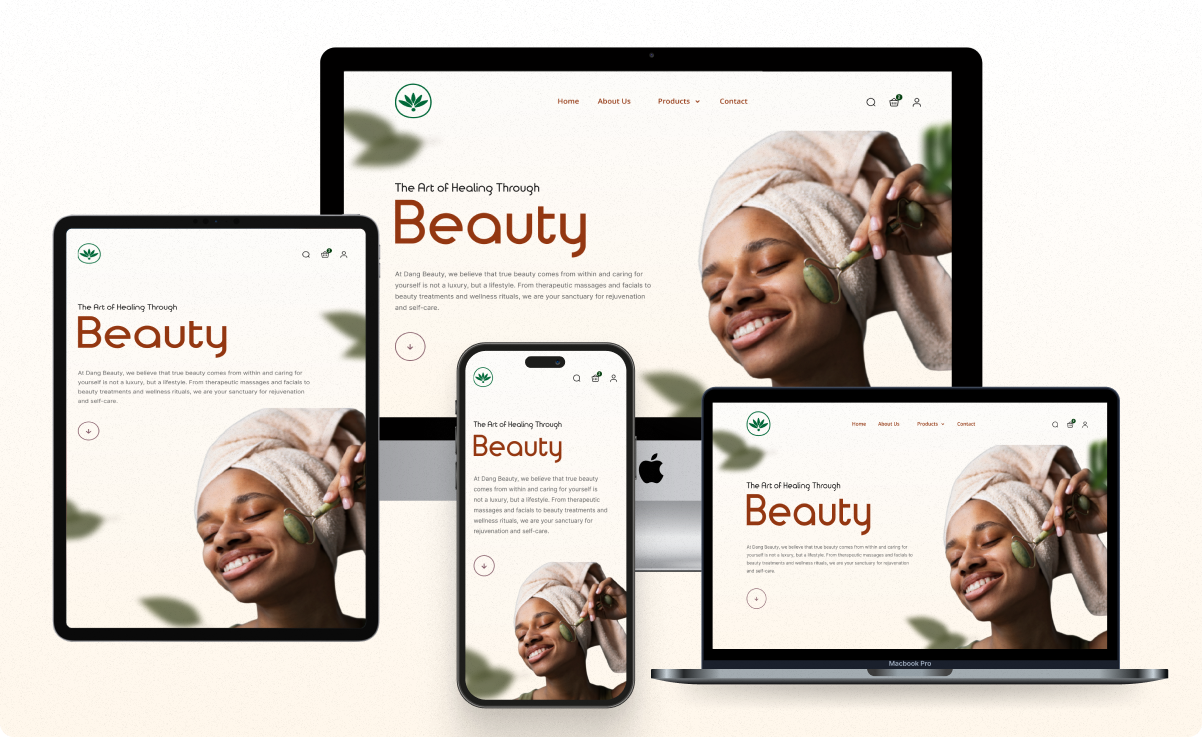 Home About Us Products Contact
2
The Art of Healing Through
Beauty
At Dang Beauty, we believe that true beauty comes from within and caring for
yourself is not a luxury, but a lifestyle. From therapeutic massages and facials to
beauty treatments and wellness rituals, we are your sanctuary for rejuvenation
and self-care.
The Art of Healing Through
Beauty
At Dang Beauty, we believe that true beauty comes from within and caring for
yourself is not a luxury, but a lifestyle. From therapeutic massages and facials to
beauty treatments and wellness rituals, we are your sanctuary for rejuvenation
and self-care.
The Art of Healing Through
Beauty
At Dang Beauty, we believe that true beauty
comes from within and caring for yourself is
not a luxury, but a lifestyle. From therapeutic
massages and facials to beauty treatments and
wellness rituals, we are your sanctuary for
rejuvenation and self-care.
Home About Us Products Contact
The Art of Healing Through
Beauty
At Dang Beauty, we believe that true beauty comes from within and caring for
yourself is not a luxury, but a lifestyle. From therapeutic massages and facials to
beauty treatments and wellness rituals, we are your sanctuary for rejuvenation
and self-care.
Macbook Pro